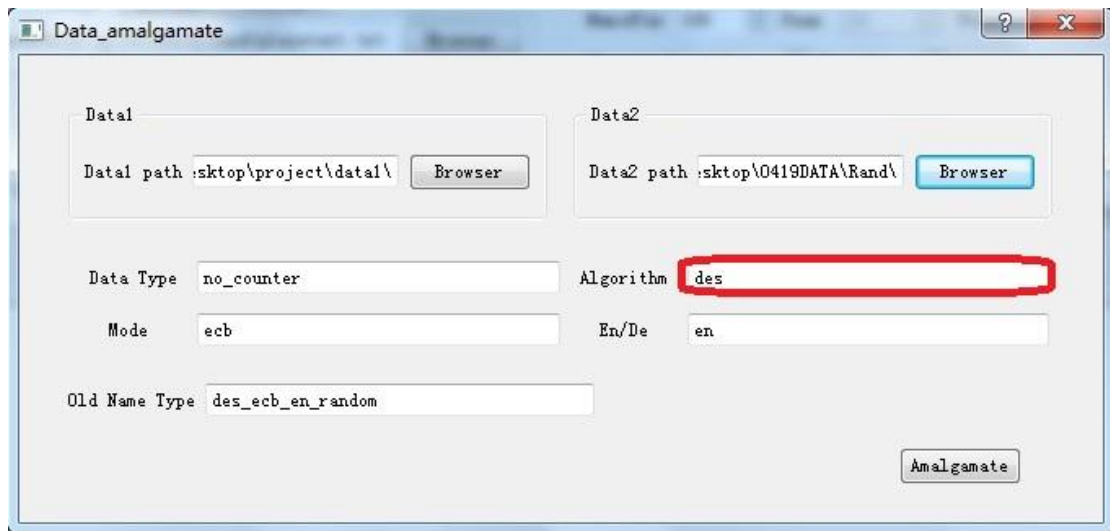 Data_amalgamate
Data1
Data2
Data1 path sktop\project\data1\ Browser
Data2 path sktop\0419DATA\Rand\ Browser
Data Type no_counter
Algorithm des
Mode ecb
En/De en
Old Name Type des_ecb_en_random
Amalgamate